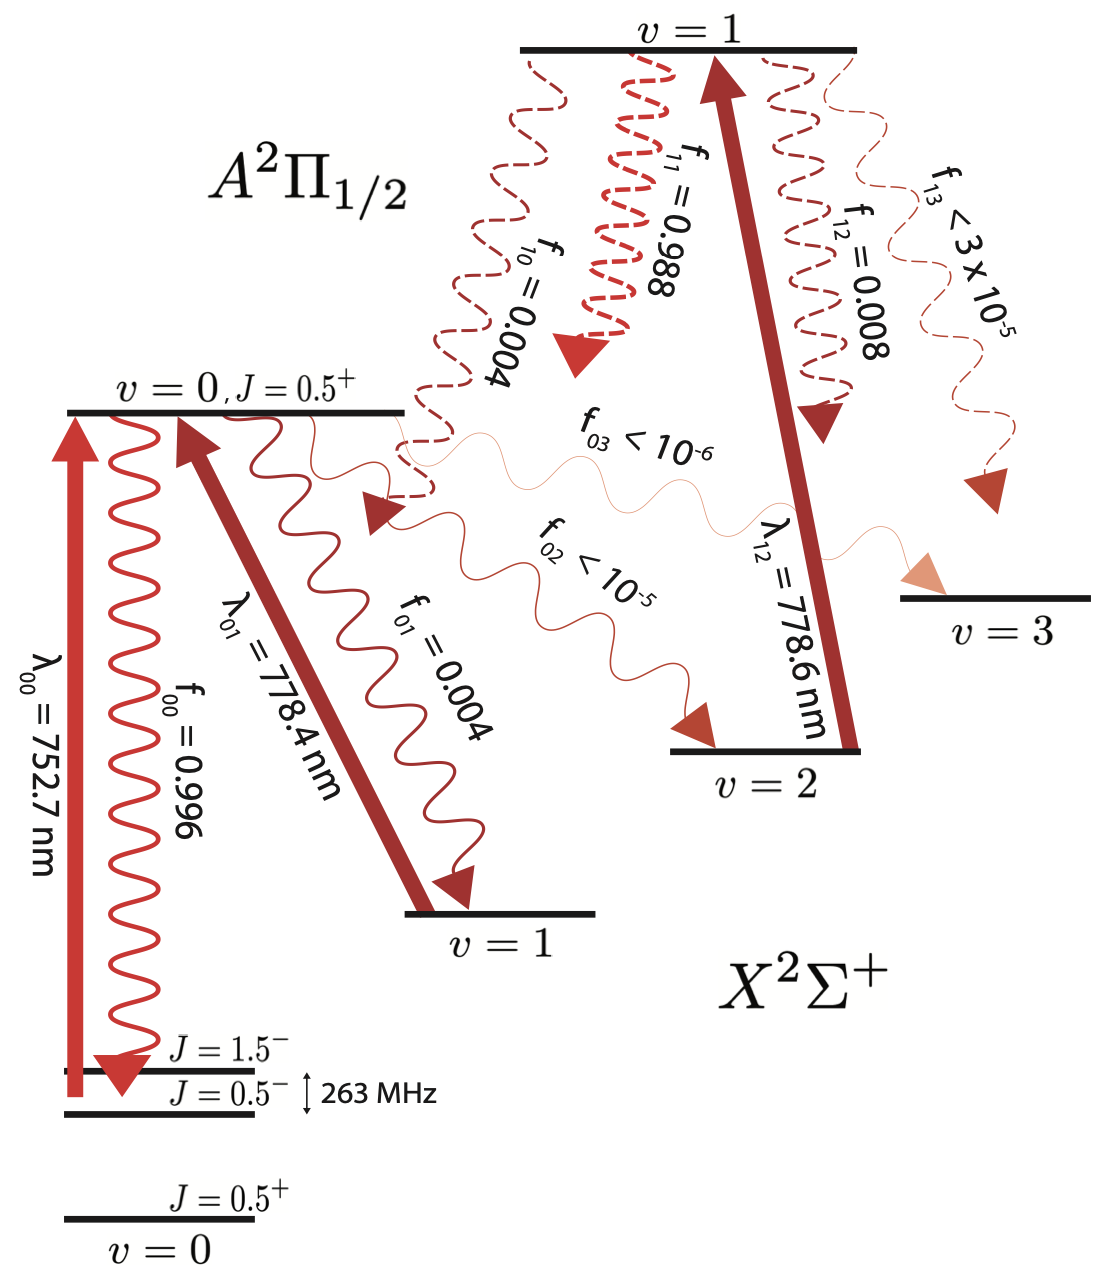 v = 1
A²Π₁/₂
f₁₀ = 0.004
f₁₁ = 0.988
f₁₂ = 0.008
f₁₃ < 3 x 10⁻⁵
v = 0, J = 0.5⁺
f₀₃ < 10⁻⁶
f₀₂ < 10⁻⁵
λ₁₂ = 778.6 nm
v = 3
λ₀₀ = 752.7 nm
f₀₀ = 0.996
λ₀₁ = 778.4 nm
f₀₁ = 0.004
v = 2
v = 1
X²Σ⁺
J = 1.5⁻
J = 0.5⁻
263 MHz
J = 0.5⁺
v = 0